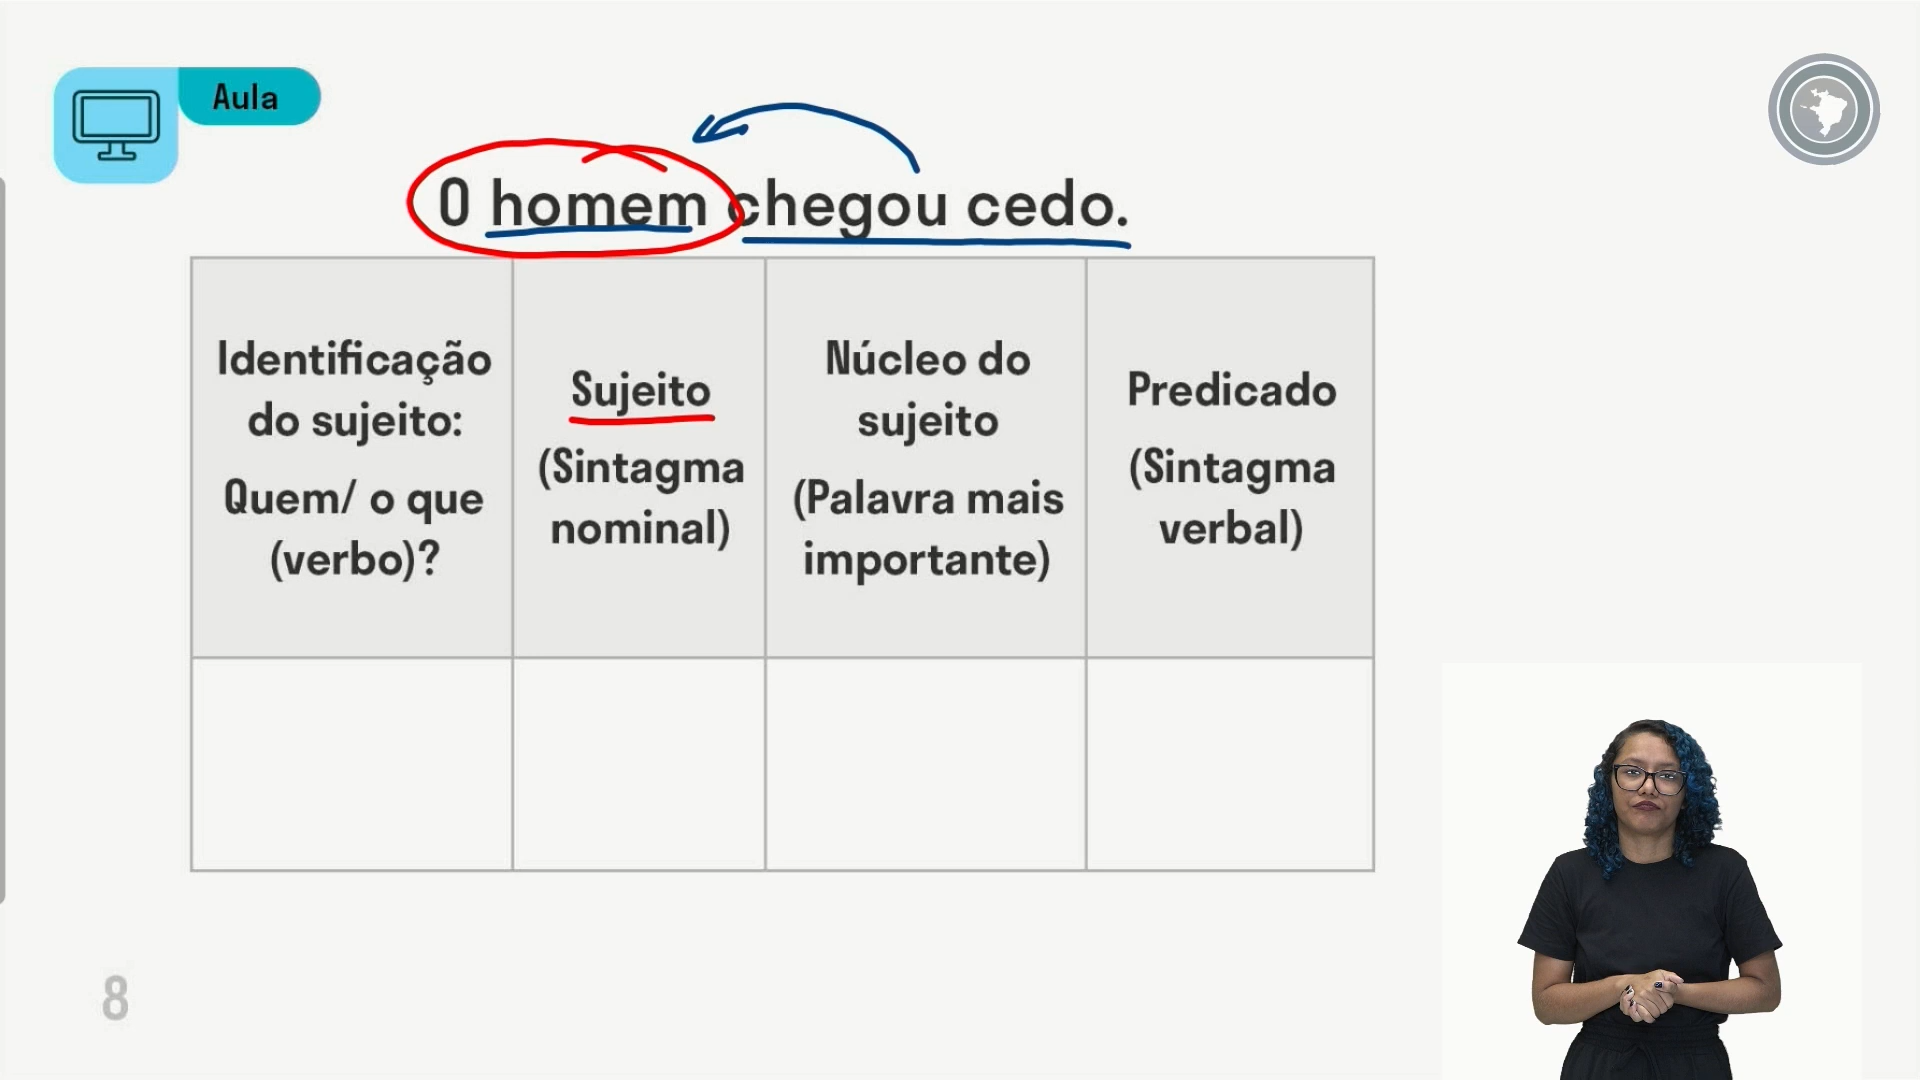 Aula
O homem chegou cedo.
Identificação
do sujeito:
Quem/ o que
(verbo)?
Sujeito
(Sintagma
nominal)
Núcleo do
sujeito
(Palavra mais
importante)
Predicado
(Sintagma
verbal)
8